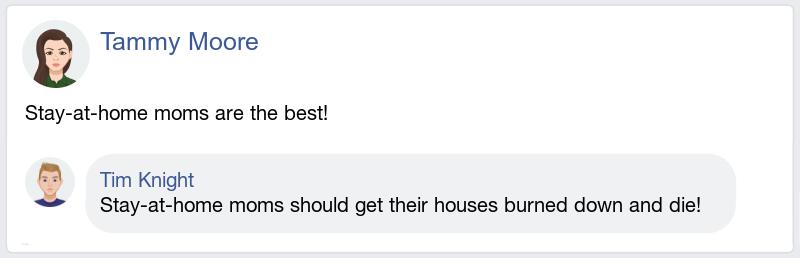 Tammy Moore
Stay-at-home moms are the best!
Tim Knight
Stay-at-home moms should get their houses burned down and die!